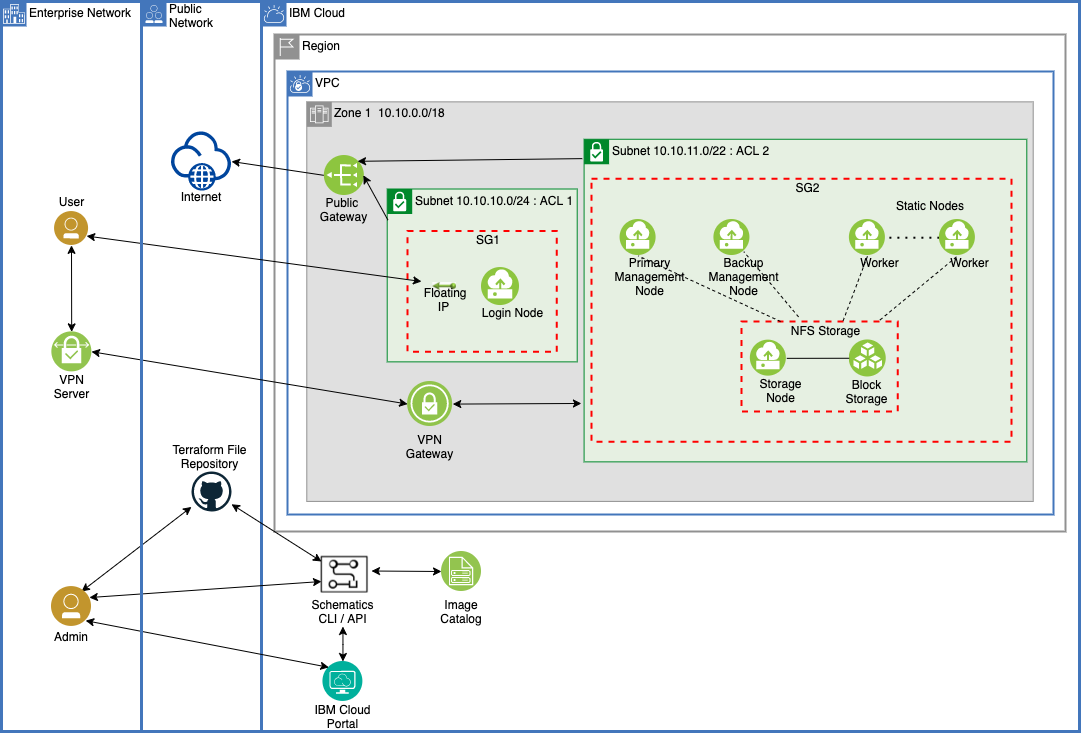 Enterprise Network
Public
Network
IBM Cloud
Region
VPC
Zone 1 10.10.0.0/18
Subnet 10.10.11.0/22 : ACL 2
SG2
Static Nodes
Internet
Public
Gateway
Subnet 10.10.10.0/24 : ACL 1
SG1
User
Primary
Management
Node
Backup
Management
Node
Worker
Worker
Floating
IP
Login Node
NFS Storage
Storage
Node
Block
Storage
VPN
Server
VPN
Gateway
Terraform File
Repository
Schematics
CLI / API
Image
Catalog
Admin
IBM Cloud
Portal